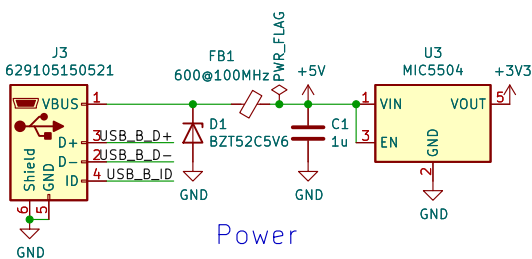 J3
629105150521
VBUS
1
D+
3
USB_B_D+
D-
2
USB_B_D-
ID
4
USB_B_ID
Shield
GND
6
5
GND
D1
BZT52C5V6
GND
FB1
600@100MHz
PWR_FLAG
+5V
C1
1u
GND
U3
MIC5504
1
VIN
VOUT
5
+3V3
3
EN
GND
2
GND
Power